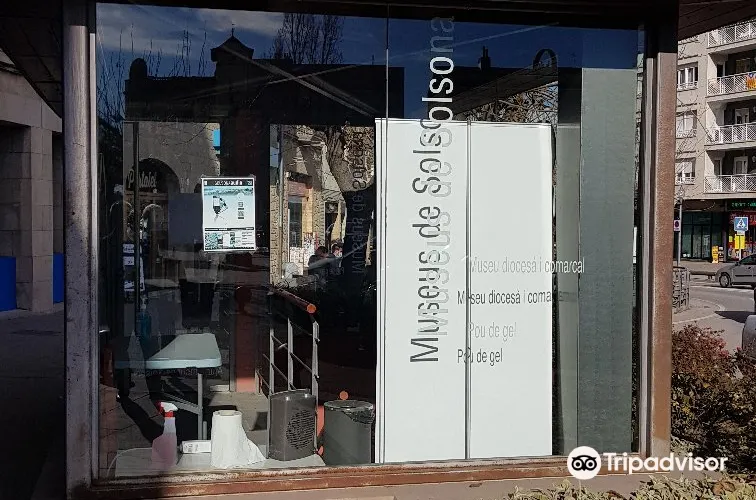 Museus de Solsona
Museu diocesà i comarcal
Pou de gel
Tripadvisor